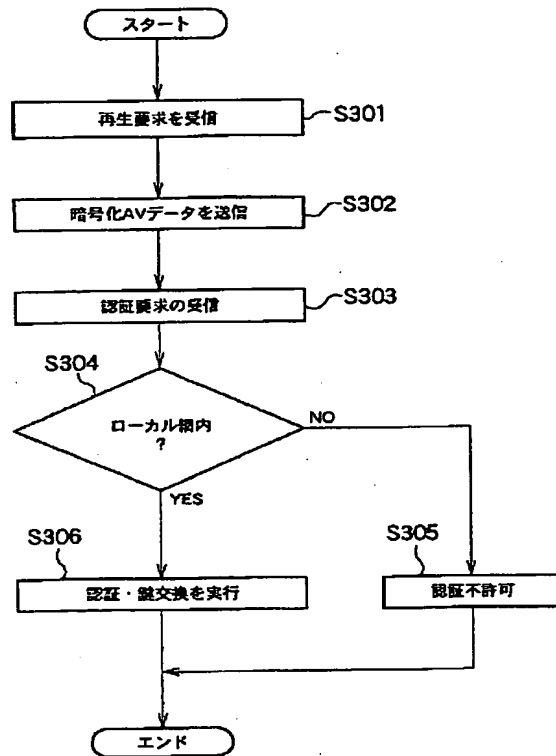 スタート
再生要求を受信
S301
暗号化AVデータを送信
S302
認証要求の受信
S303
S304
ローカル網内
?
NO
YES
S306
認証・鍵交換を実行
S305
認証不許可
エンド